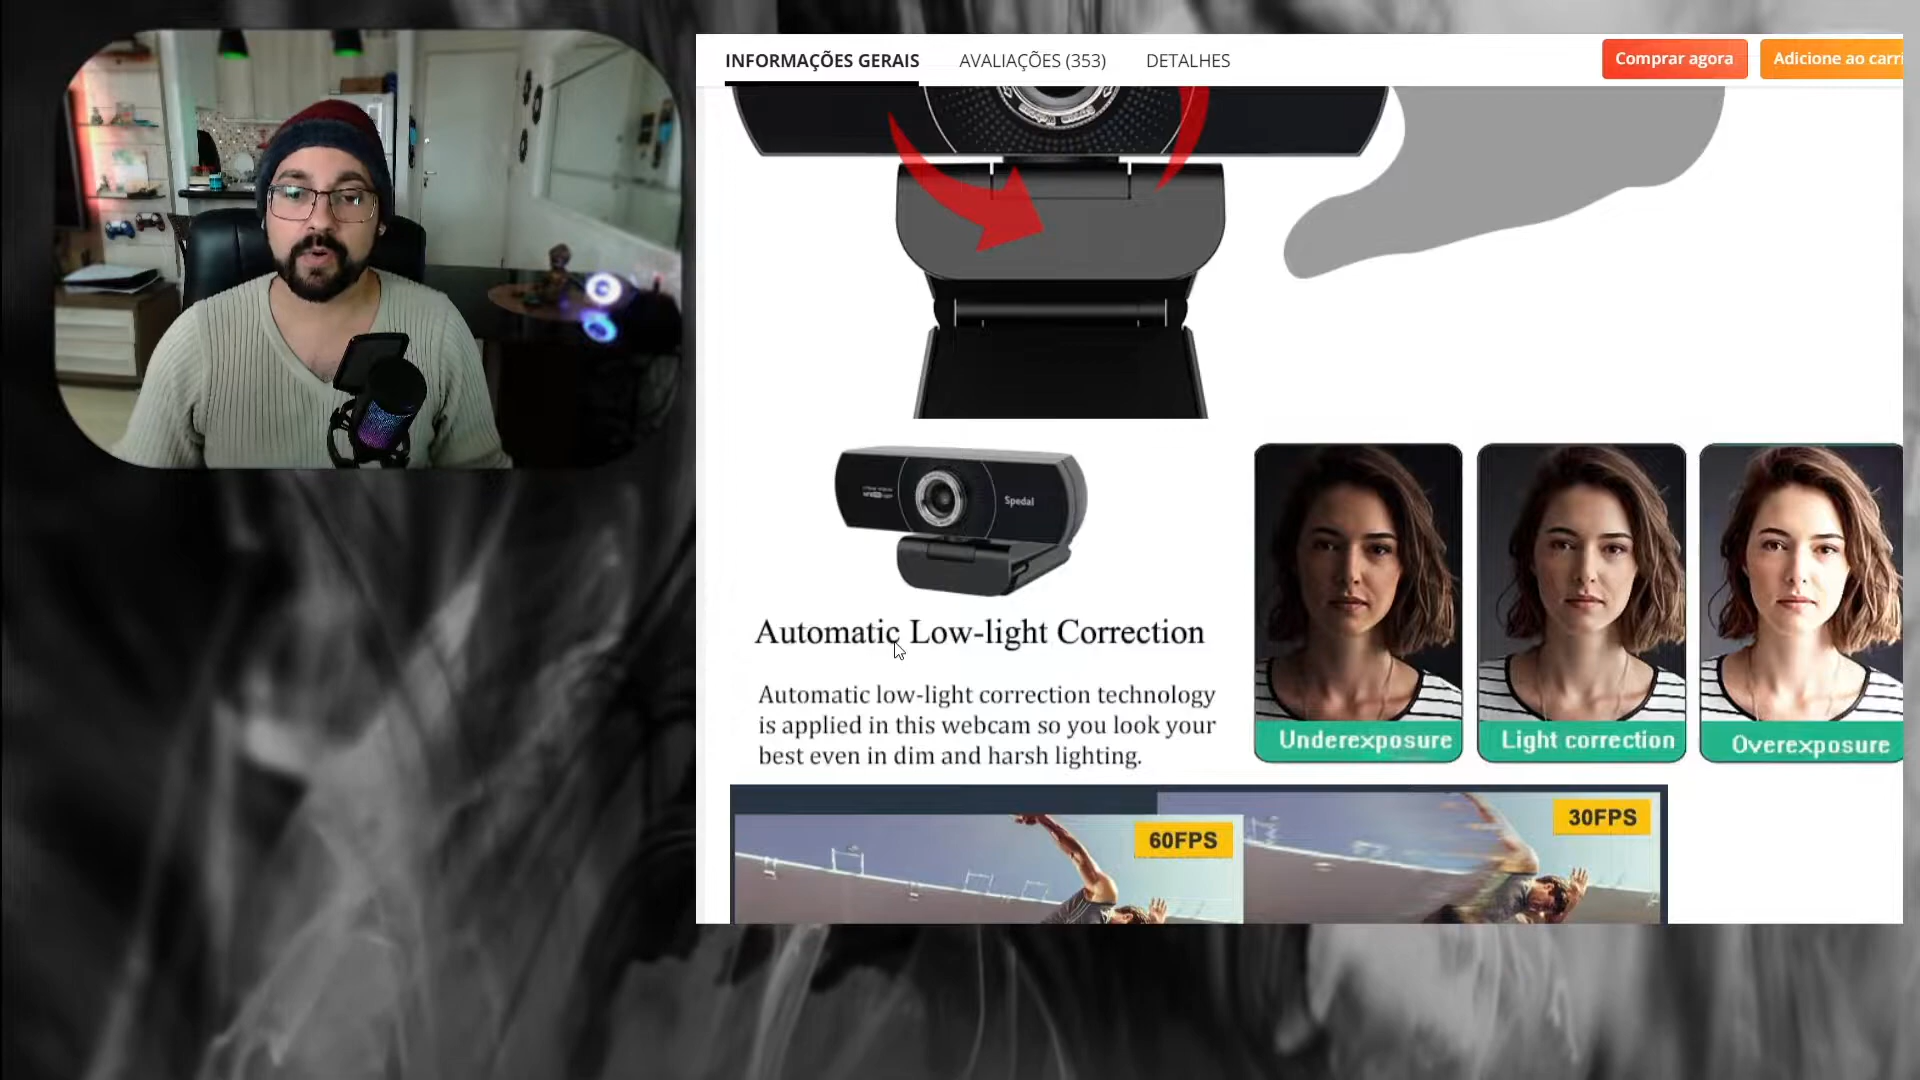 INFORMAÇÕES GERAIS
AVALIAÇÕES (353)
DETALHES
Comprar agora
Adicione ao carri
Spedal
Automatic Low-light Correction
Automatic low-light correction technology
is applied in this webcam so you look your
best even in dim and harsh lighting.
Underexposure
Light correction
Overexposure
60FPS
30FPS